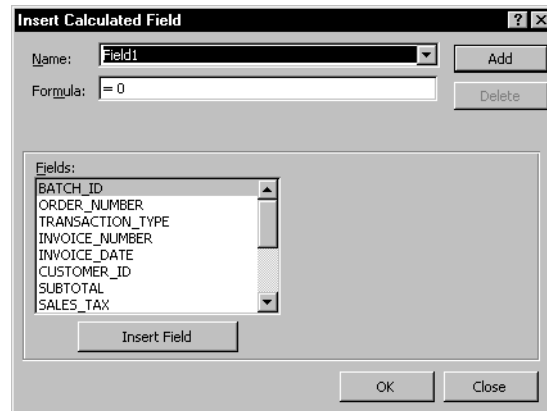 Insert Calculated Field
Name: Field1 Add
Formula: = 0 Delete
Fields:
BATCH_ID
ORDER_NUMBER
TRANSACTION_TYPE
INVOICE_NUMBER
INVOICE_DATE
CUSTOMER_ID
SUBTOTAL
SALES_TAX
Insert Field
OK Close